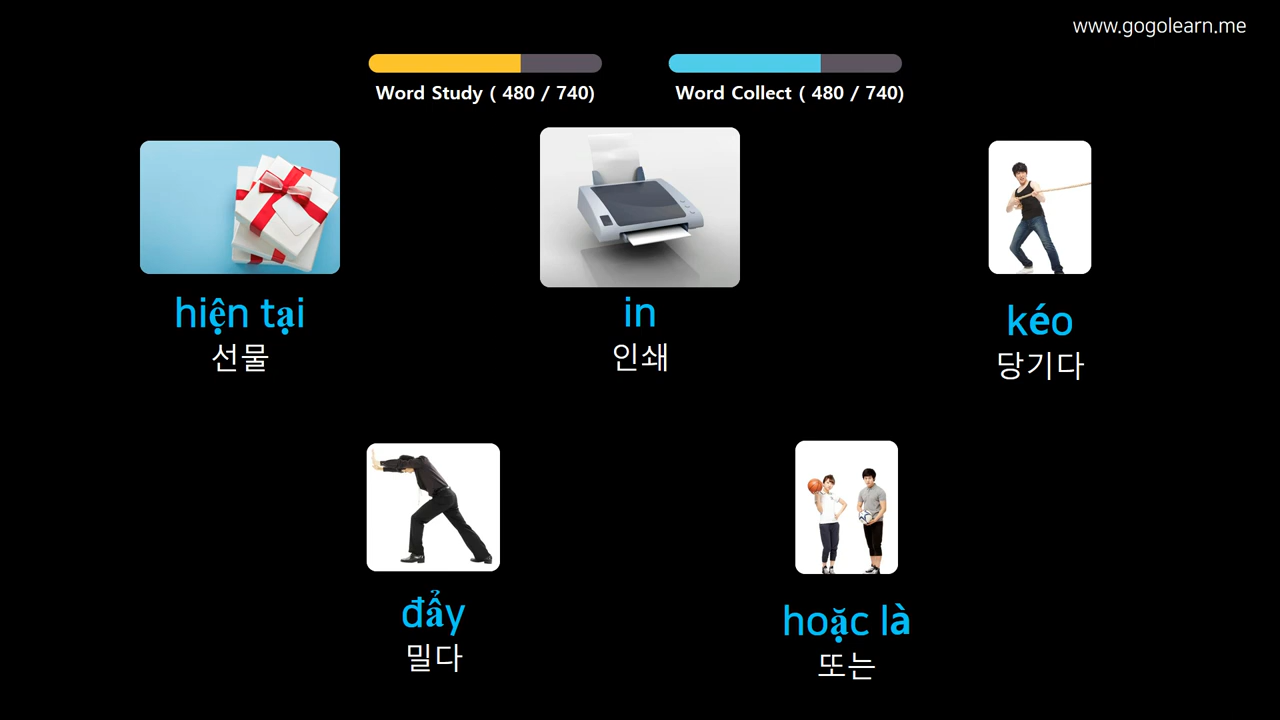 www.gogolearn.me
Word Study ( 480 / 740)
Word Collect ( 480 / 740)
hiện tại
선물
in
인쇄
kéo
당기다
đẩy
밀다
hoặc là
또는